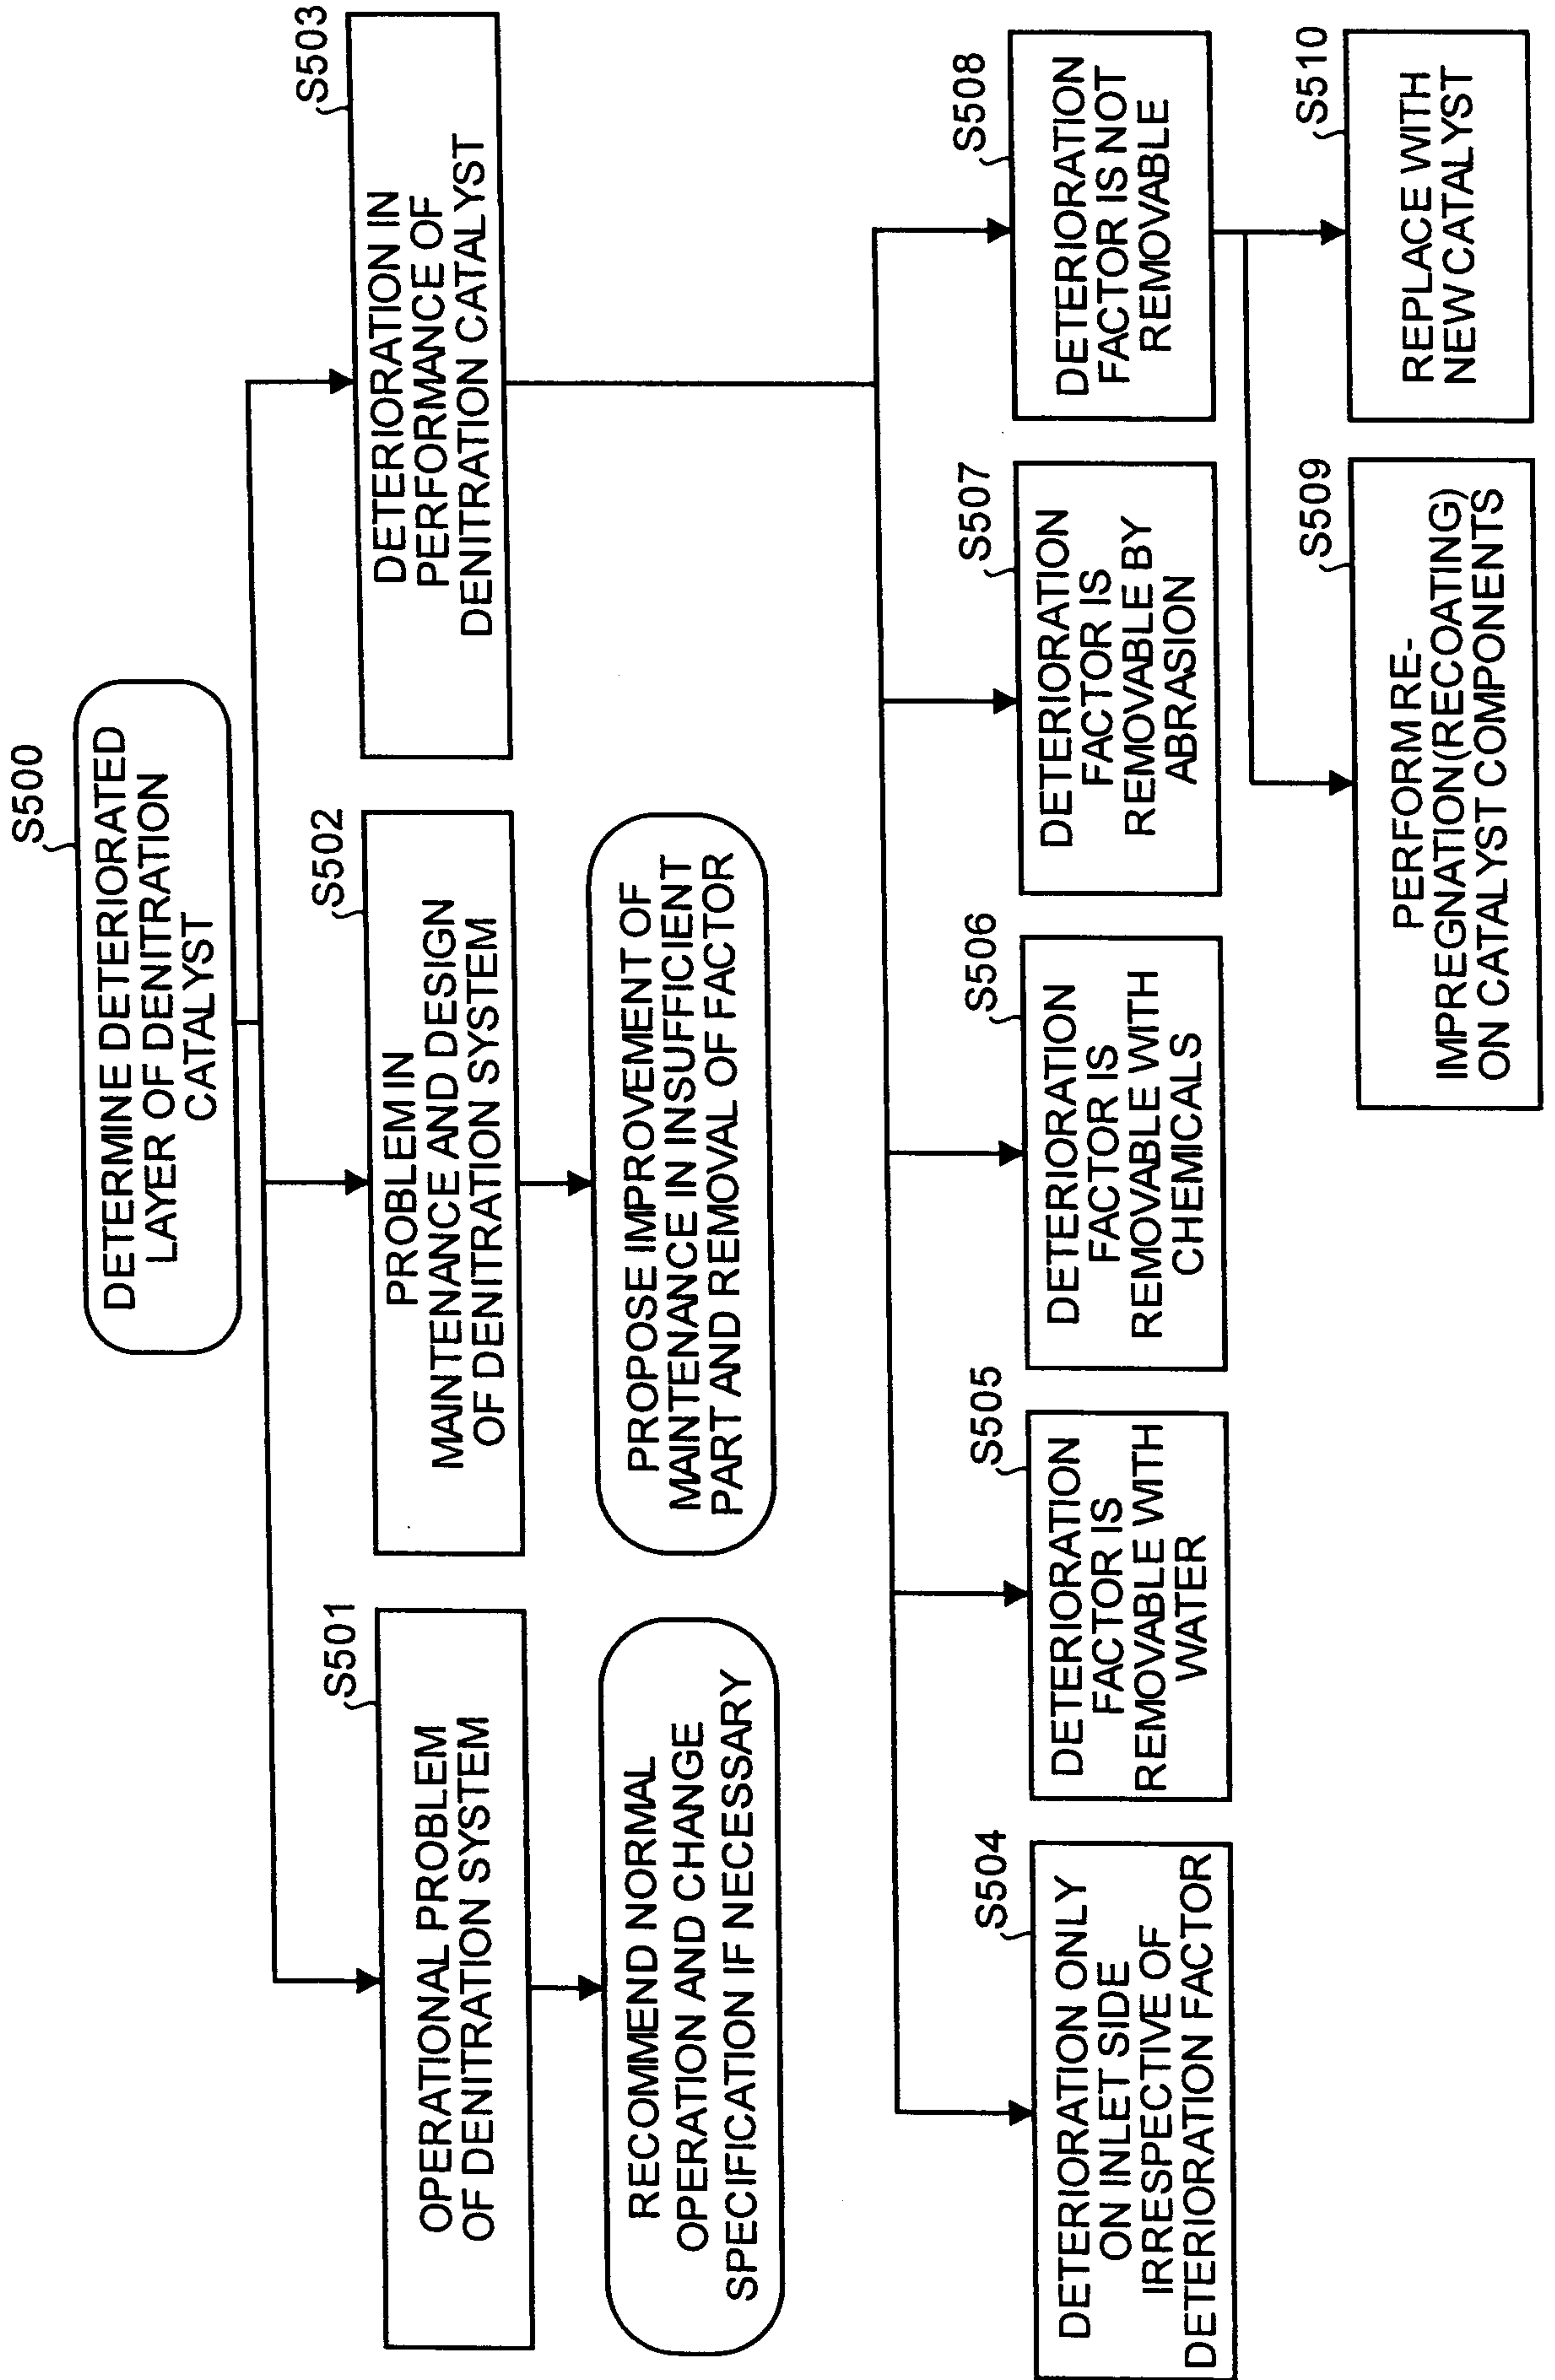 S500
DETERMINE DETERIORATED
LAYER OF DENITRATION
CATALYST
S501
OPERATIONAL PROBLEM
OF DENITRATION SYSTEM
S502
PROBLEM IN
MAINTENANCE AND DESIGN
OF DENITRATION SYSTEM
S503
DETERIORATION IN
PERFORMANCE OF
DENITRATION CATALYST
RECOMMEND NORMAL
OPERATION AND CHANGE
SPECIFICATION IF NECESSARY
PROPOSE IMPROVEMENT OF
MAINTENANCE IN INSUFFICIENT
PART AND REMOVAL OF FACTOR
S504
DETERIORATION ONLY
ON INLET SIDE
IRRESPECTIVE OF
DETERIORATION FACTOR
S505
DETERIORATION
FACTOR IS
REMOVABLE WITH
WATER
S506
DETERIORATION
FACTOR IS
REMOVABLE WITH
CHEMICALS
S507
DETERIORATION
FACTOR IS
REMOVABLE BY
ABRASION
S508
DETERIORATION
FACTOR IS NOT
REMOVABLE
S509
PERFORM RE-
IMPREGNATION(RECOATING)
ON CATALYST COMPONENTS
S510
REPLACE WITH
NEW CATALYST